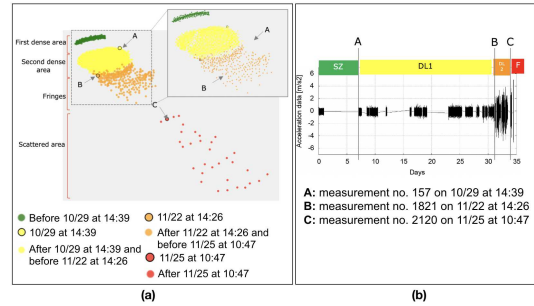 A
First dense area
Second dense area
B
Fringes
A
B
C
Scattered area
Before 10/29 at 14:39
10/29 at 14:39
After 10/29 at 14:39 and before 11/22 at 14:26
11/22 at 14:26
After 11/22 at 14:26 and before 11/25 at 10:47
11/25 at 10:47
After 11/25 at 10:47
(a)
A
B
C
SZ
DL1
F
Acceleration data [m/s2]
6
4
2
0
-2
-4
-6
0
5
10
15
20
25
30
35
Days
A: measurement no. 157 on 10/29 at 14:39
B: measurement no. 1821 on 11/22 at 14:26
C: measurement no. 2120 on 11/25 at 10:47
(b)